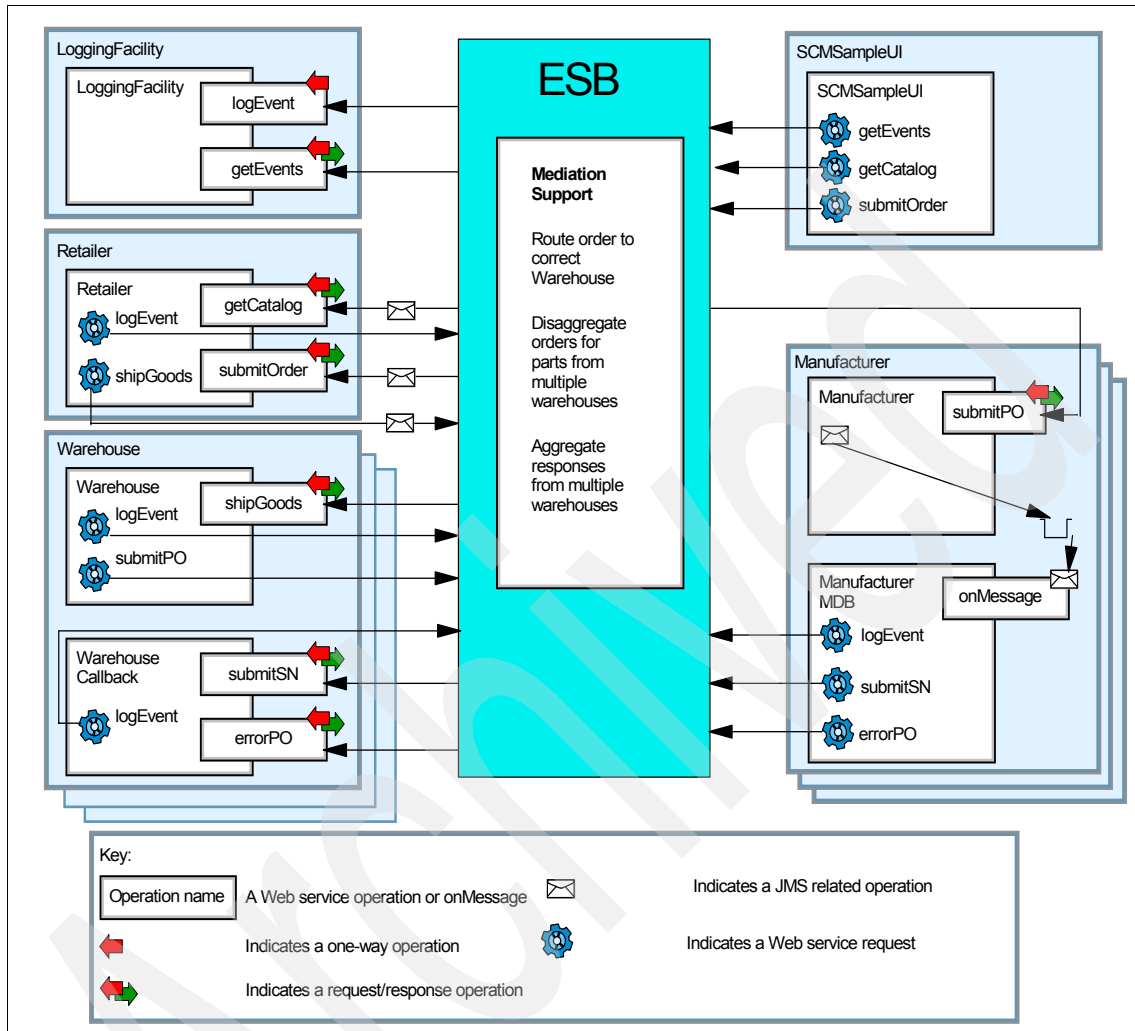 LoggingFacility
LoggingFacility
logEvent
getEvents
Retailer
Retailer
logEvent
shipGoods
getCatalog
submitOrder
Warehouse
Warehouse
logEvent
submitPO
shipGoods
Warehouse
Callback
logEvent
submitSN
errorPO
ESB
Mediation
Support
Route order to
correct
Warehouse
Disaggregate
orders for
parts from
multiple
warehouses
Aggregate
responses
from multiple
warehouses
SCMSampleUI
SCMSampleUI
getEvents
getCatalog
submitOrder
Manufacturer
Manufacturer
submitPO
Manufacturer
MDB
onMessage
logEvent
submitSN
errorPO
Key:
Operation name
A Web service operation or onMessage
Indicates a JMS related operation
Indicates a one-way operation
Indicates a Web service request
Indicates a request/response operation
Archived